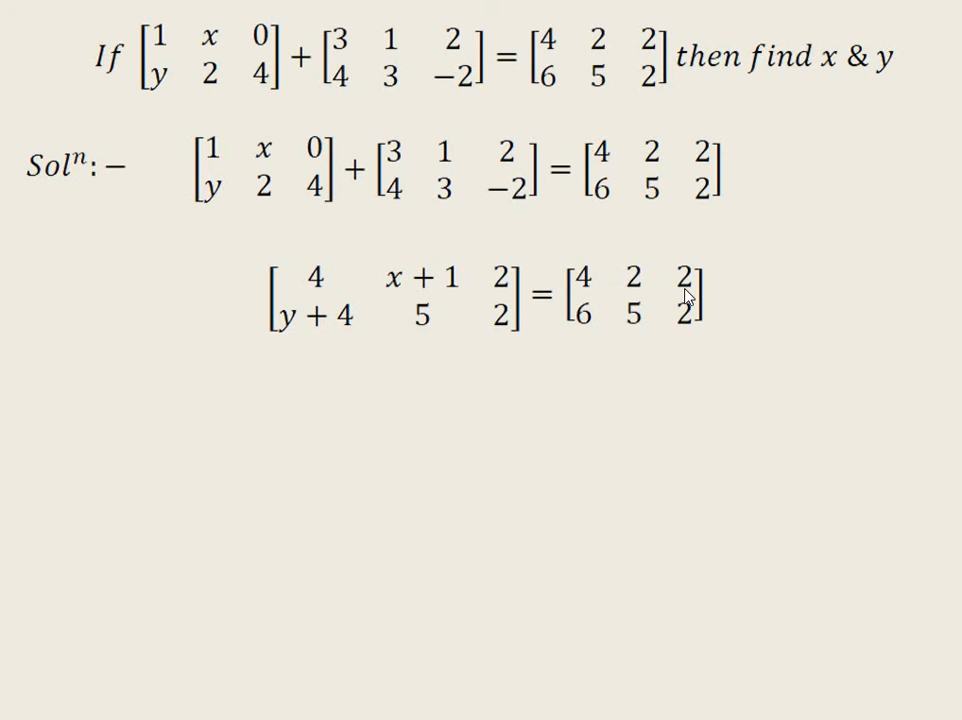 If [1 x 0
y 2 4] + [3 1 2
4 3 −2] = [4 2 2
6 5 2] then find x & y
Solⁿ: − [1 x 0
y 2 4] + [3 1 2
4 3 −2] = [4 2 2
6 5 2]
[4 x + 1 2
y + 4 5 2] = [4 2 2
6 5 2]